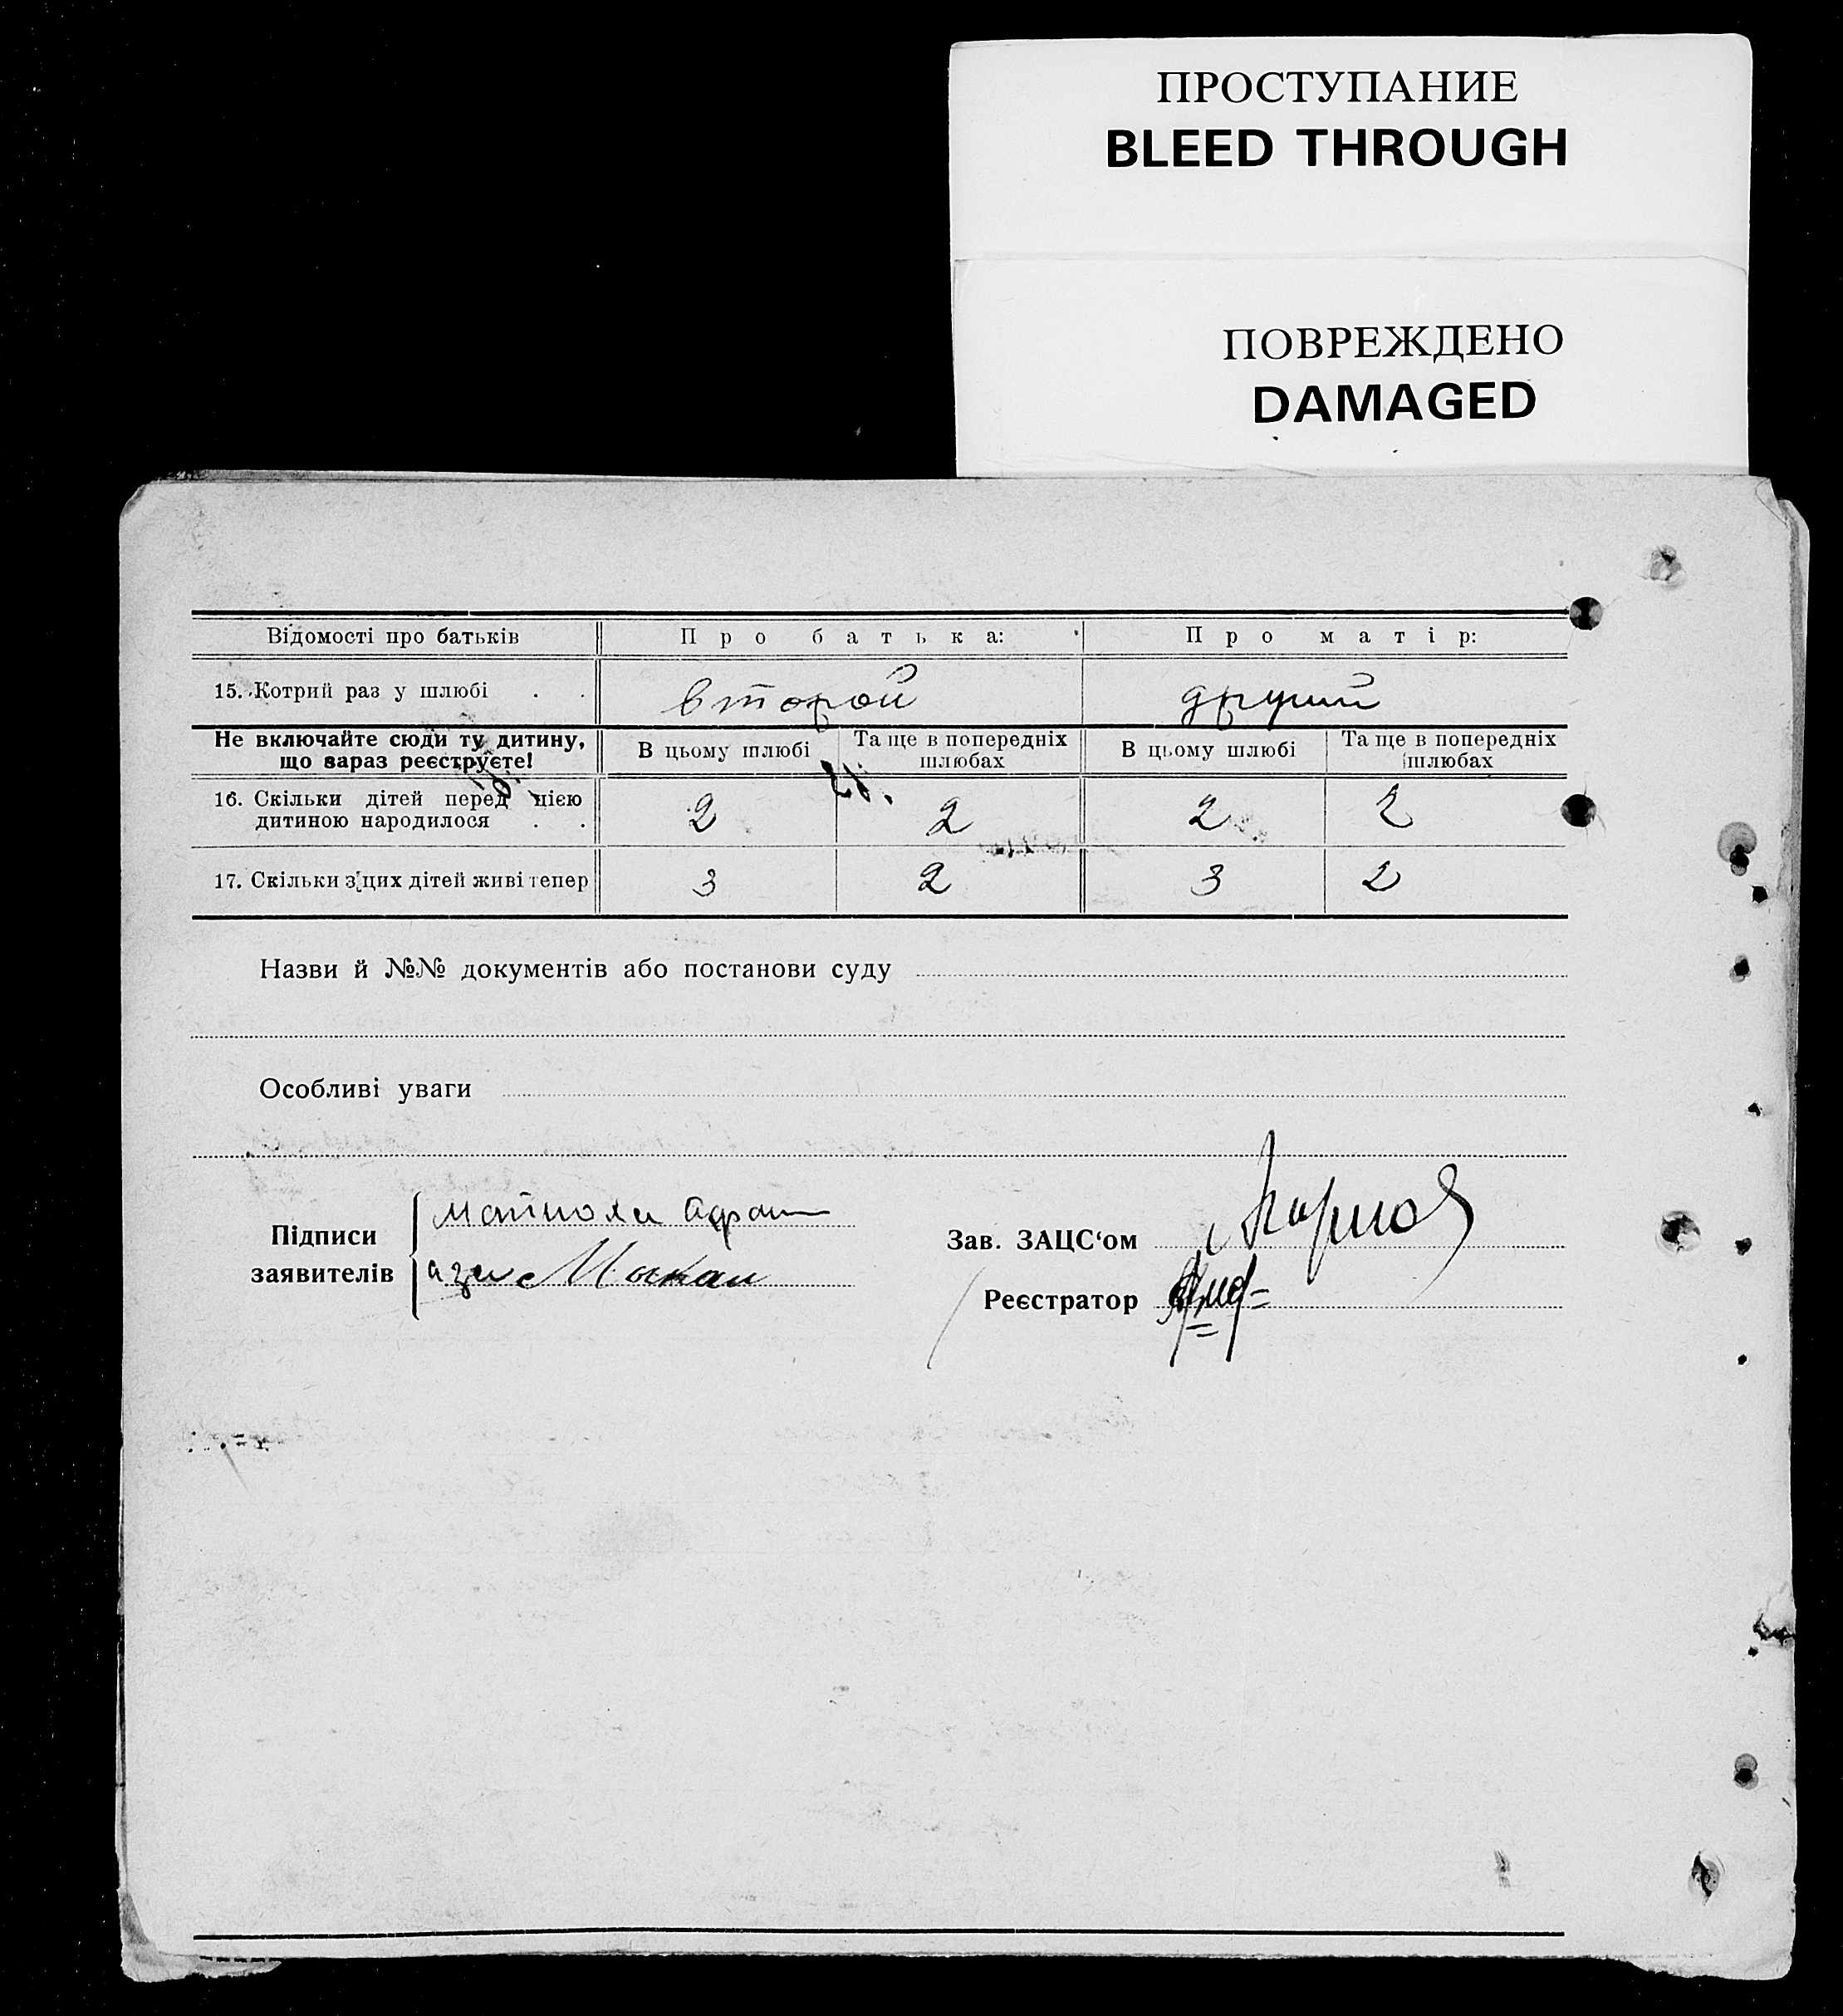 ПРОСТУПАНИЕ
BLEED THROUGH
ПОВРЕЖДЕНО
DAMAGED
Відомості про батьків Про батька: Про матір:
15. Котрий раз у шлюбі . . второй другий
Не включайте сюди ту дитину, що зараз реєструєте! В цьому шлюбі Та ще в попередніх шлюбах В цьому шлюбі Та ще в попередніх шлюбах
16. Скільки дітей перед цією
дитиною народилося . . 2 2 2 2
17. Скільки з цих дітей живі тепер 3 2 3 2
Назви й №№ документів або постанови суду
Особливі уваги
Підписи
заявителів
Зав. ЗАЦС‘ом
Реєстратор